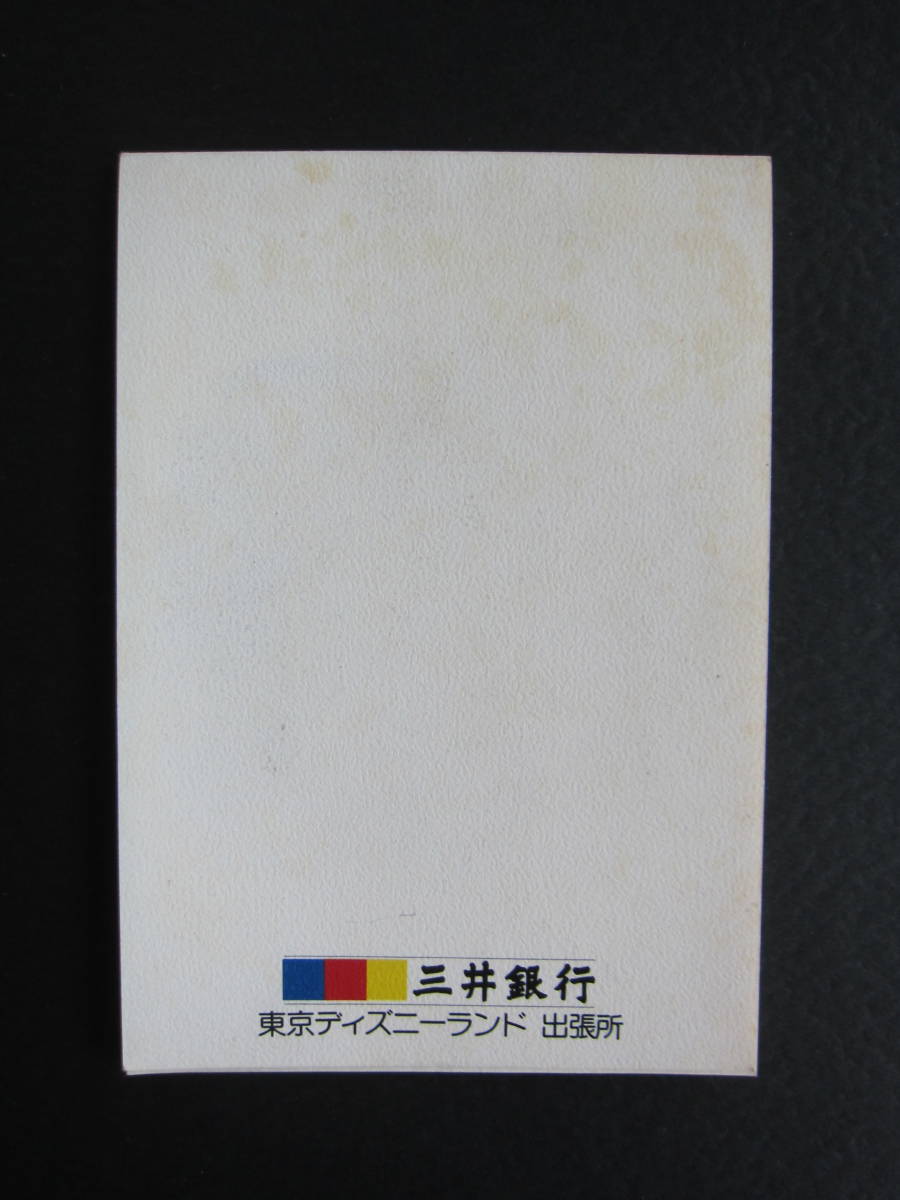 三井銀行
東京ディズニーランド 出張所